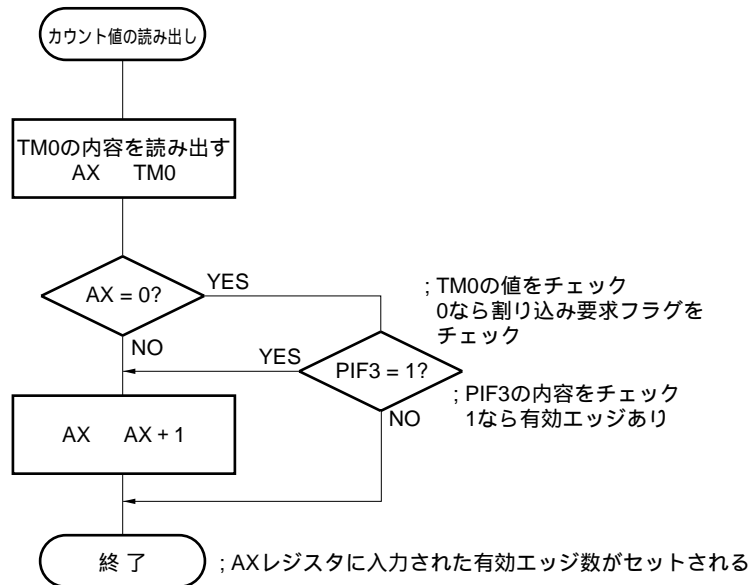 カウント値の読み出し
TM0の内容を読み出す
AX TM0
AX = 0?
YES
; TM0の値をチェック
0なら割り込み要求フラグを
チェック
NO
YES
PIF3 = 1?
; PIF3の内容をチェック
1なら有効エッジあり
NO
AX AX + 1
終 了
; AXレジスタに入力された有効エッジ数がセットされる